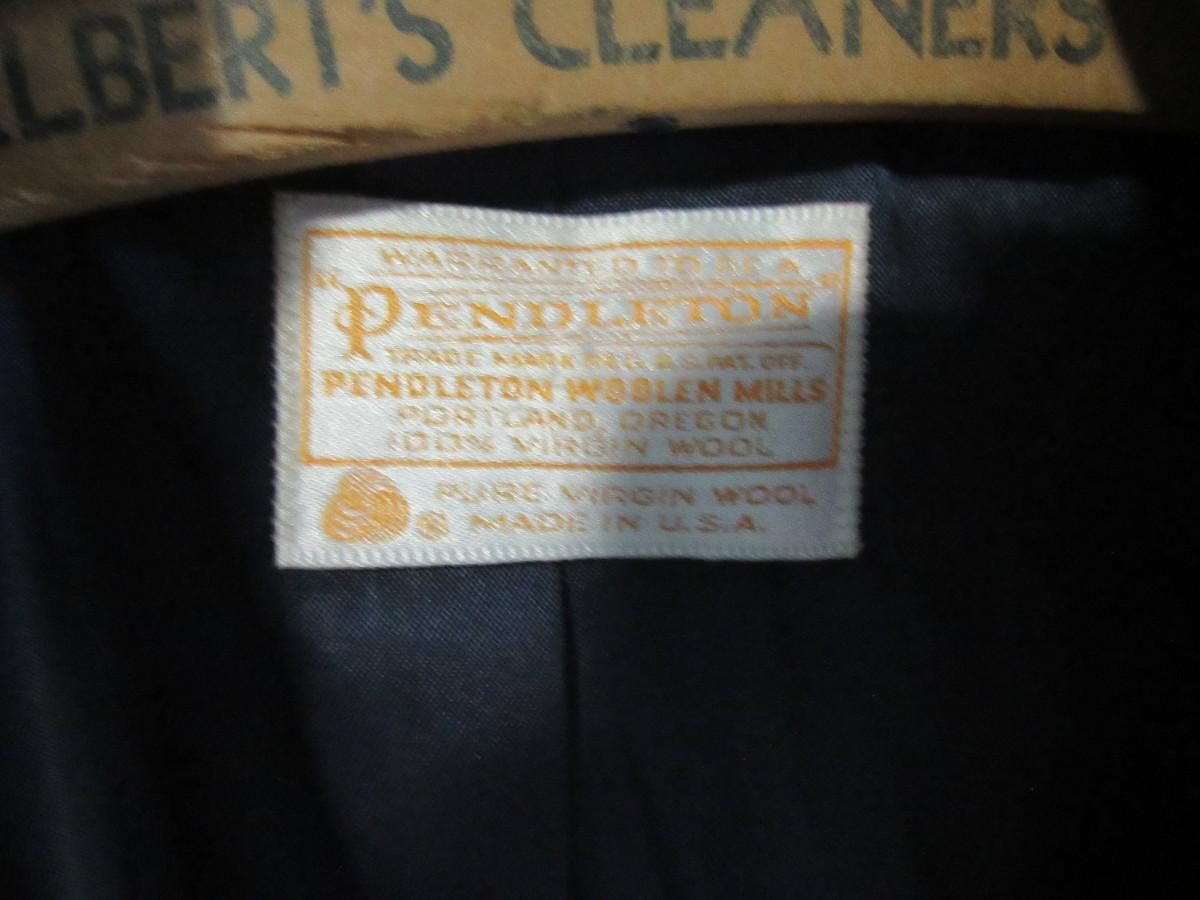 LBERT'S CLEANERS
WARRANTED TO BE A
"PENDLETON"
TRADE MARK REG. U.S. PAT. OFF.
PENDLETON WOOLEN MILLS
PORTLAND, OREGON
100% VIRGIN WOOL
PURE VIRGIN WOOL
® MADE IN U.S.A.